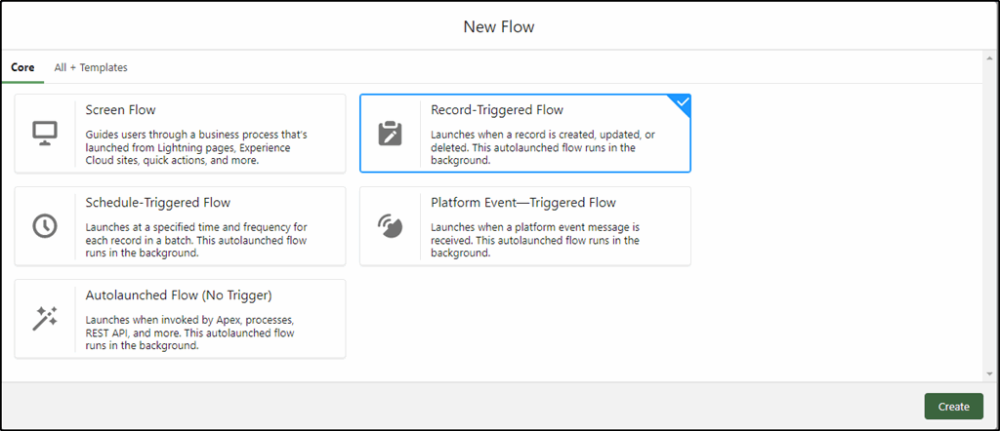 New Flow
Core
All + Templates
Screen Flow
Guides users through a business process that's
launched from Lightning pages, Experience
Cloud sites, quick actions, and more.
Record-Triggered Flow
Launches when a record is created, updated, or
deleted. This autolaunched flow runs in the
background.
Schedule-Triggered Flow
Launches at a specified time and frequency for
each record in a batch. This autolaunched flow
runs in the background.
Platform Event—Triggered Flow
Launches when a platform event message is
received. This autolaunched flow runs in the
background.
Autolaunched Flow (No Trigger)
Launches when invoked by Apex, processes,
REST API, and more. This autolaunched flow
runs in the background.
Create